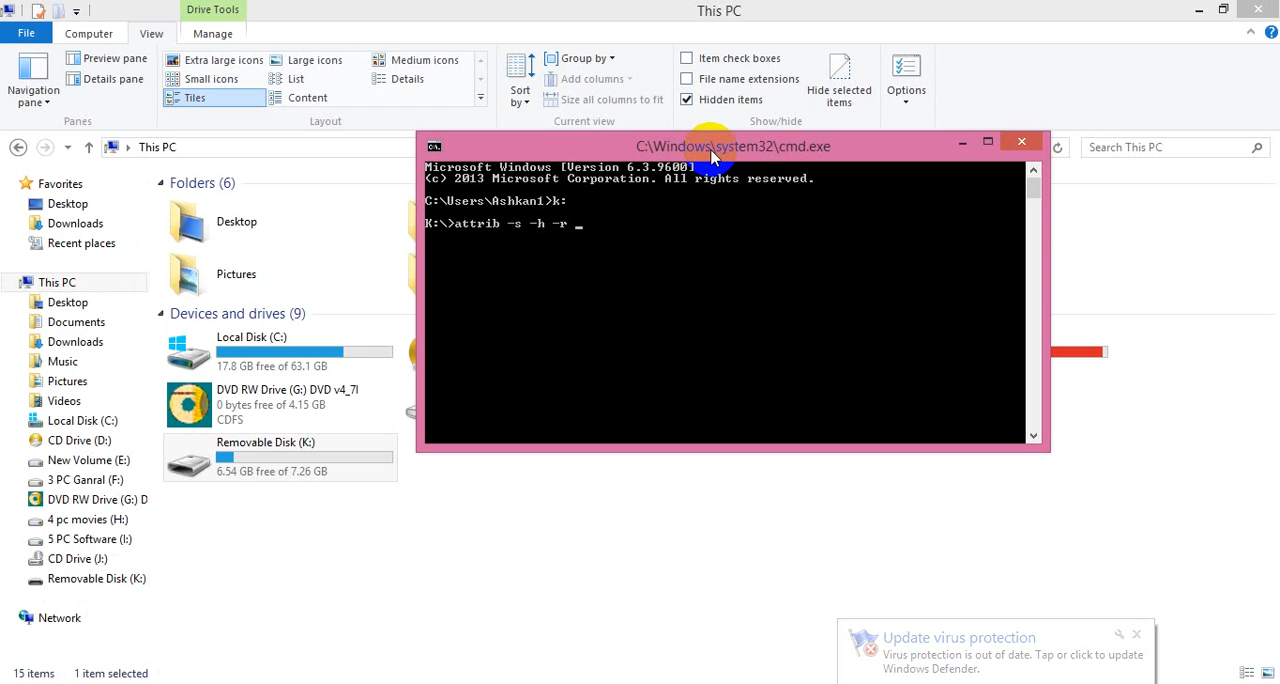 Drive Tools
This PC
File
Computer
View
Manage
Navigation pane
Preview pane
Details pane
Panes
Extra large icons
Large icons
Medium icons
Small icons
List
Details
Tiles
Content
Layout
Sort by
Group by
Add columns
Size all columns to fit
Current view
Item check boxes
File name extensions
Hidden items
Hide selected items
Show/hide
Options
This PC
Search This PC
Favorites
Desktop
Downloads
Recent places
This PC
Desktop
Documents
Downloads
Music
Pictures
Videos
Local Disk (C:)
CD Drive (D:)
New Volume (E:)
3 PC Ganral (F:)
DVD RW Drive (G:) D
4 pc movies (H:)
5 PC Software (I:)
CD Drive (J:)
Removable Disk (K:)
Network
Folders (6)
Desktop
Pictures
Devices and drives (9)
Local Disk (C:)
17.8 GB free of 63.1 GB
DVD RW Drive (G:) DVD v4_7l
0 bytes free of 4.15 GB
CDFS
Removable Disk (K:)
6.54 GB free of 7.26 GB
C:\Windows\system32\cmd.exe
Microsoft Windows [Version 6.3.9600]
(c) 2013 Microsoft Corporation. All rights reserved.
C:\Users\Ashkan1>k:
K:\>attrib -s -h -r _
Update virus protection
Virus protection is out of date. Tap or click to update
Windows Defender.
15 items
1 item selected